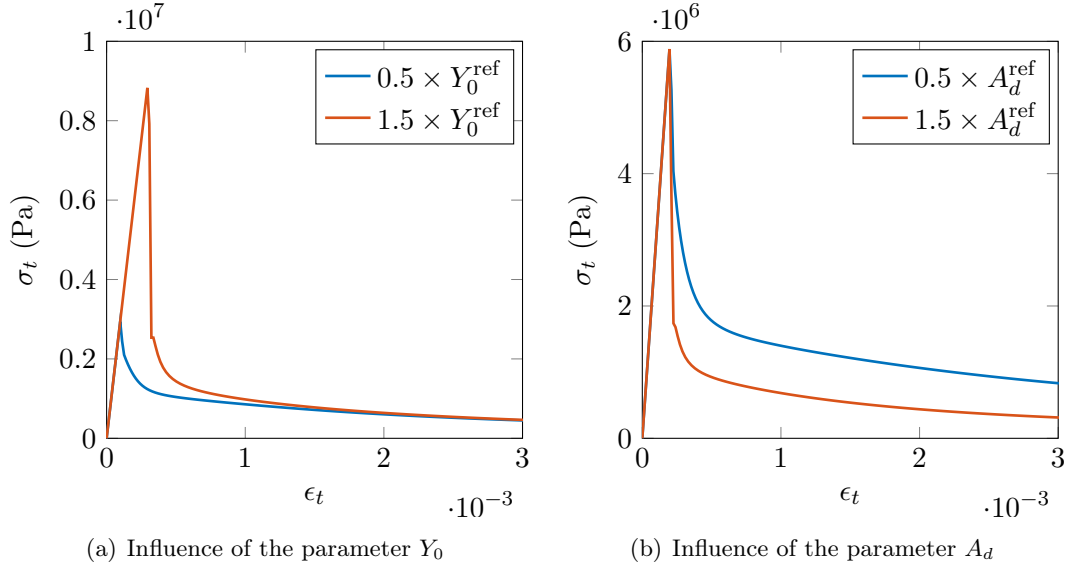 ·10^7
1
0.8
0.6
0.4
0.2
0
0 1 2 3
σ_t (Pa)
ϵ_t
·10^−3
0.5 × Y_0^ref
1.5 × Y_0^ref
(a) Influence of the parameter Y_0
·10^6
6
4
2
0
0 1 2 3
σ_t (Pa)
ϵ_t
·10^−3
0.5 × A_d^ref
1.5 × A_d^ref
(b) Influence of the parameter A_d